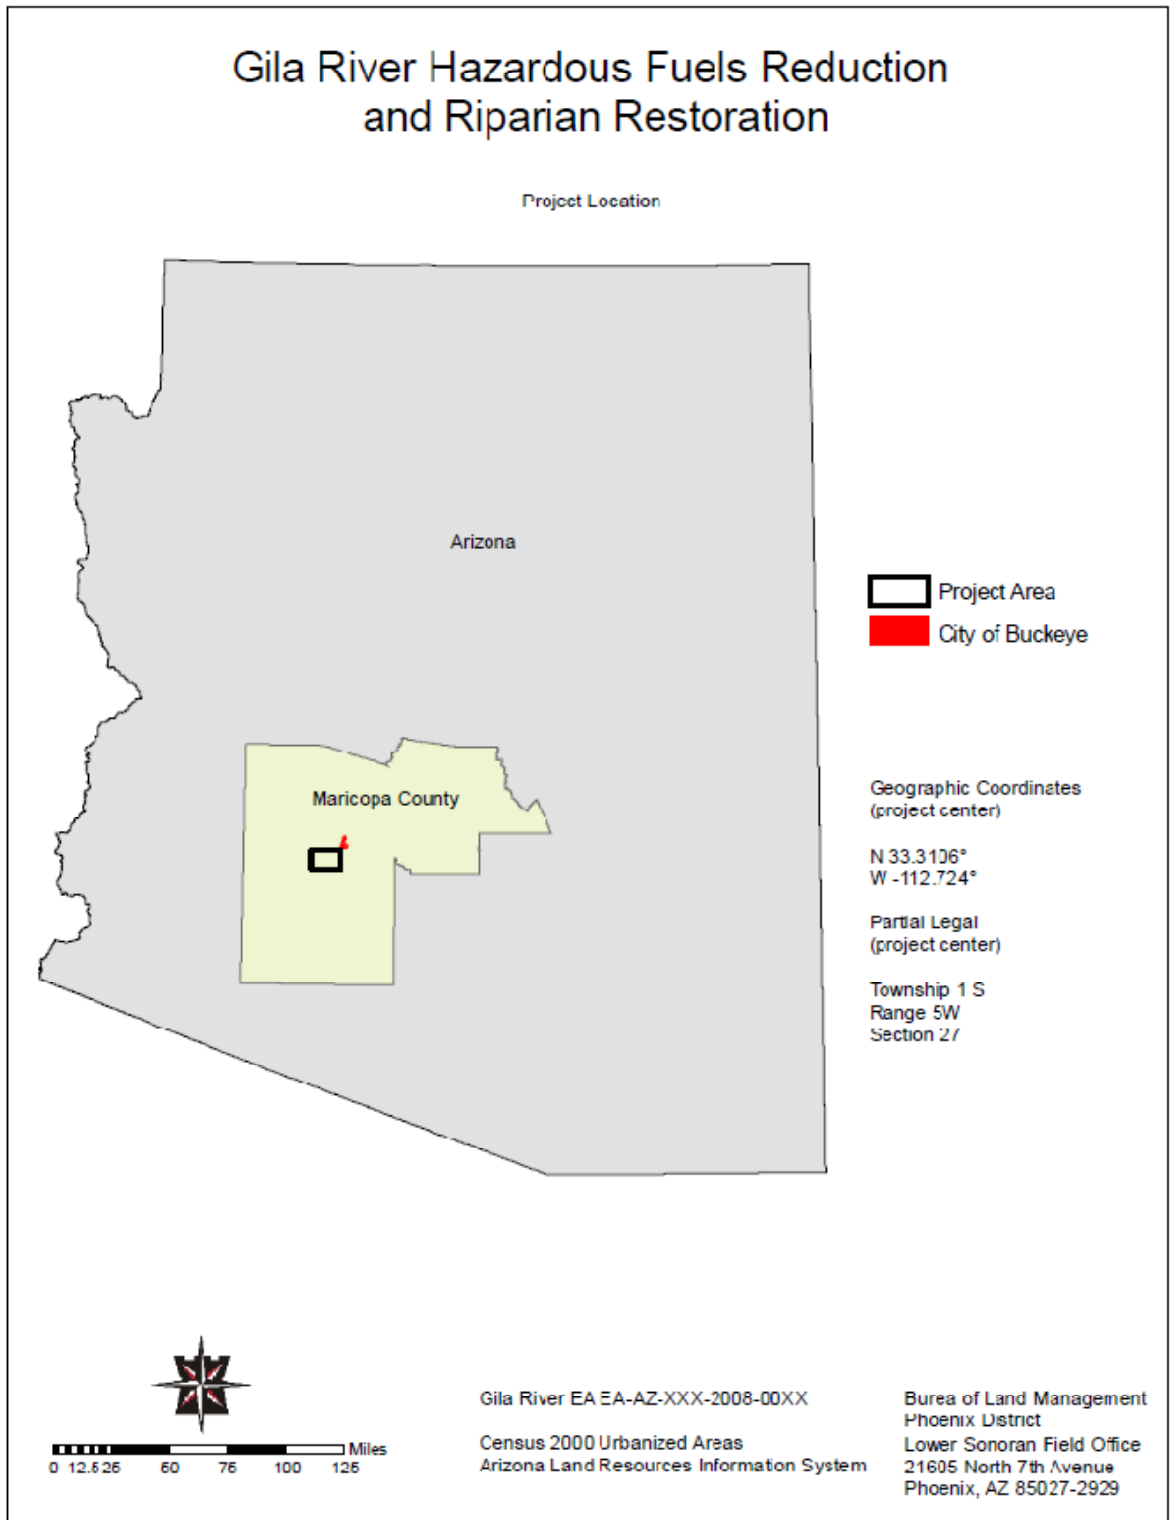 Gila River Hazardous Fuels Reduction
and Riparian Restoration
Project Location
Arizona
Project Area
City of Buckeye
Maricopa County
Geographic Coordinates
(project center)
N 33.3106°
W -112.724°
Partial Legal
(project center)
Township 1 S
Range 5W
Section 27
Miles
0 12.5 25 50 75 100 125
Gila River EA EA-AZ-XXX-2008-00XX
Census 2000 Urbanized Areas
Arizona Land Resources Information System
Burea of Land Management
Phoenix District
Lower Sonoran Field Office
21605 North 7th Avenue
Phoenix, AZ 85027-2929